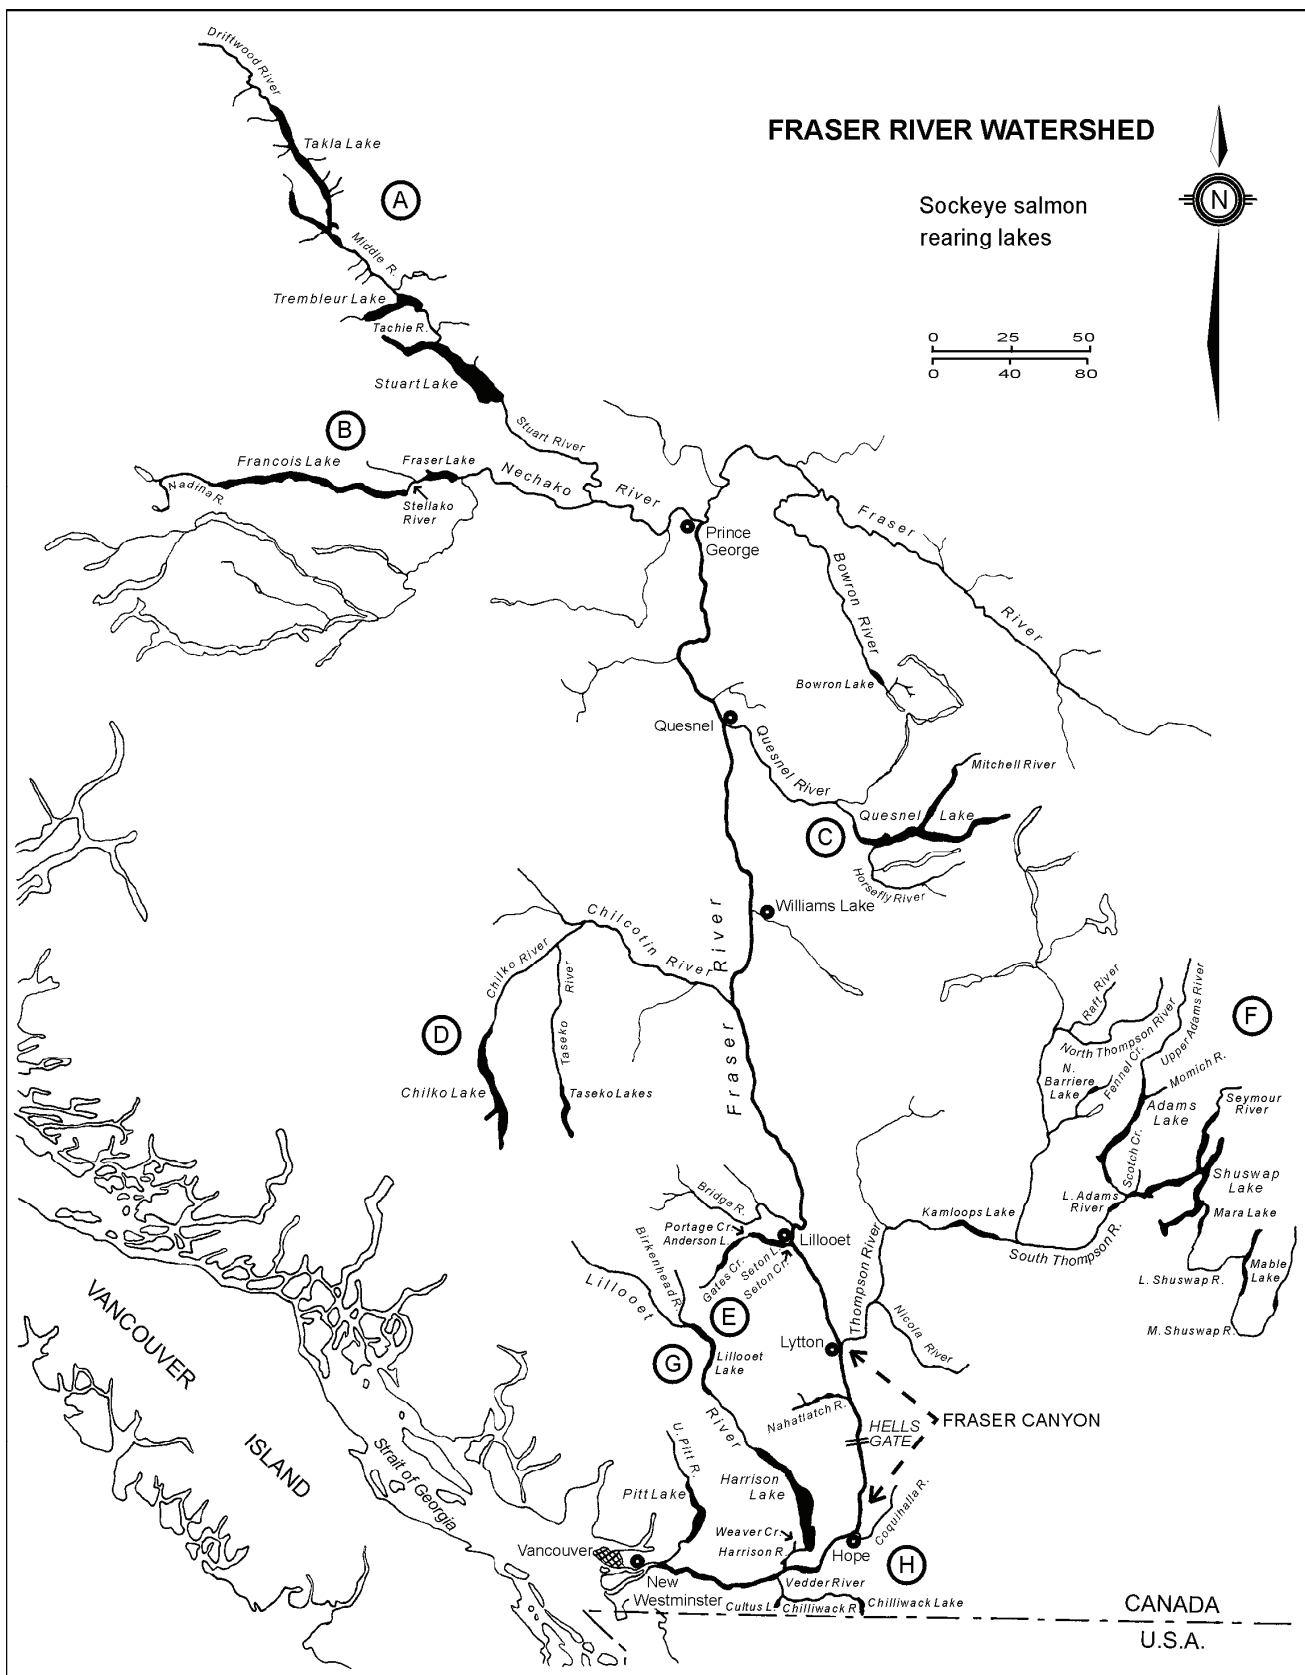 Driftwood River
FRASER RIVER WATERSHED
Takla Lake
A
Sockeye salmon
rearing lakes
N
Middle R.
Trembleur Lake
Tachie R.
0 25 50
0 40 80
Stuart Lake
B
Stuart River
Francois Lake
Fraser Lake
Nechako River
Nadina R.
Stellako
River
Fraser River
Prince
George
Bowron River
Bowron Lake
Quesnel
Quesnel River
Mitchell River
Quesnel Lake
C
Horsefly River
Williams Lake
Chilcotin River
Fraser River
Chilko River
Taseko River
D
Chilko Lake
Taseko Lakes
Raft River
North Thompson River
Upper Adams River
F
N.
Barriere
Lake
Fennel Cr.
Momich R.
Adams
Lake
Seymour
River
Scotch Cr.
Shuswap
Lake
L. Adams
River
Mara Lake
Kamloops Lake
South Thompson R.
Mable
Lake
L. Shuswap R.
M. Shuswap R.
Bridge R.
Portage Cr.
Anderson L.
Lillooet
Gates Cr.
Seton L.
Seton Cr.
E
Birkenhead R.
Lillooet River
Thompson River
Nicola River
Lytton
G
Lillooet
Lake
FRASER CANYON
Nahatlatch R.
HELLS
GATE
VANCOUVER ISLAND
Strait of Georgia
U. Pitt R.
Pitt Lake
Harrison
Lake
Coquihalla R.
Weaver Cr.
Harrison R.
Hope
H
Vancouver
New
Westminster
Vedder River
Cultus L.
Chilliwack R.
Chilliwack Lake
CANADA
U.S.A.